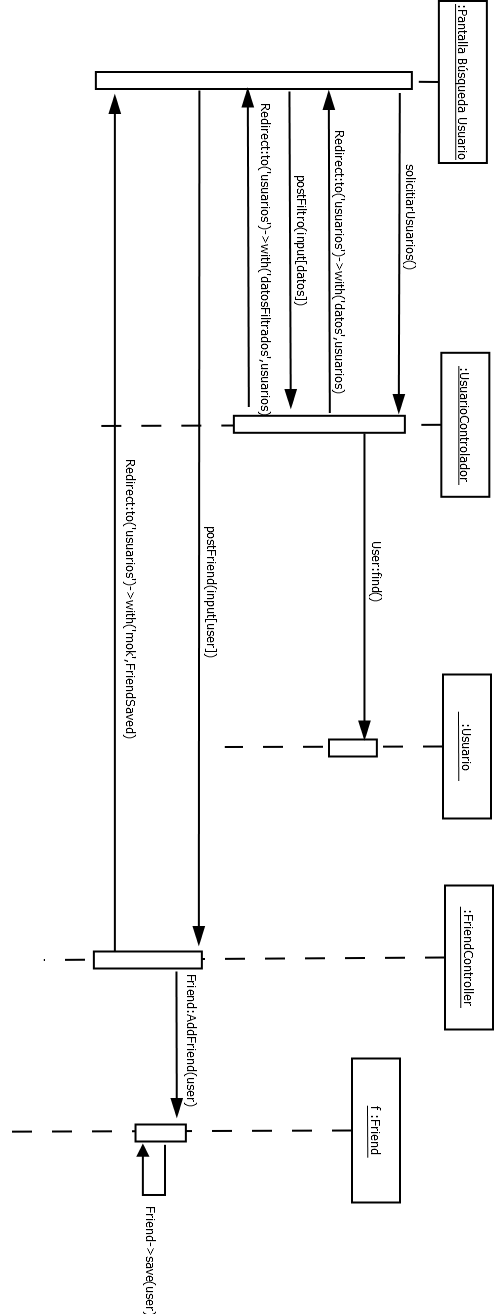 :Pantalla Búsqueda Usuario
:UsuarioControlador
:Usuario
:FriendController
f :Friend
solicitiarUsuarios()
User:find()
Redirect:to('usuarios')->with('datos',usuarios)
postFiltro(input[datos])
Redirect:to('usuarios')->with('datosFiltrados',usuarios)
postFriend(input[user])
Friend:AddFriend(user)
Friend->save(user)
Redirect:to('usuarios')->with('mok',FriendSaved)